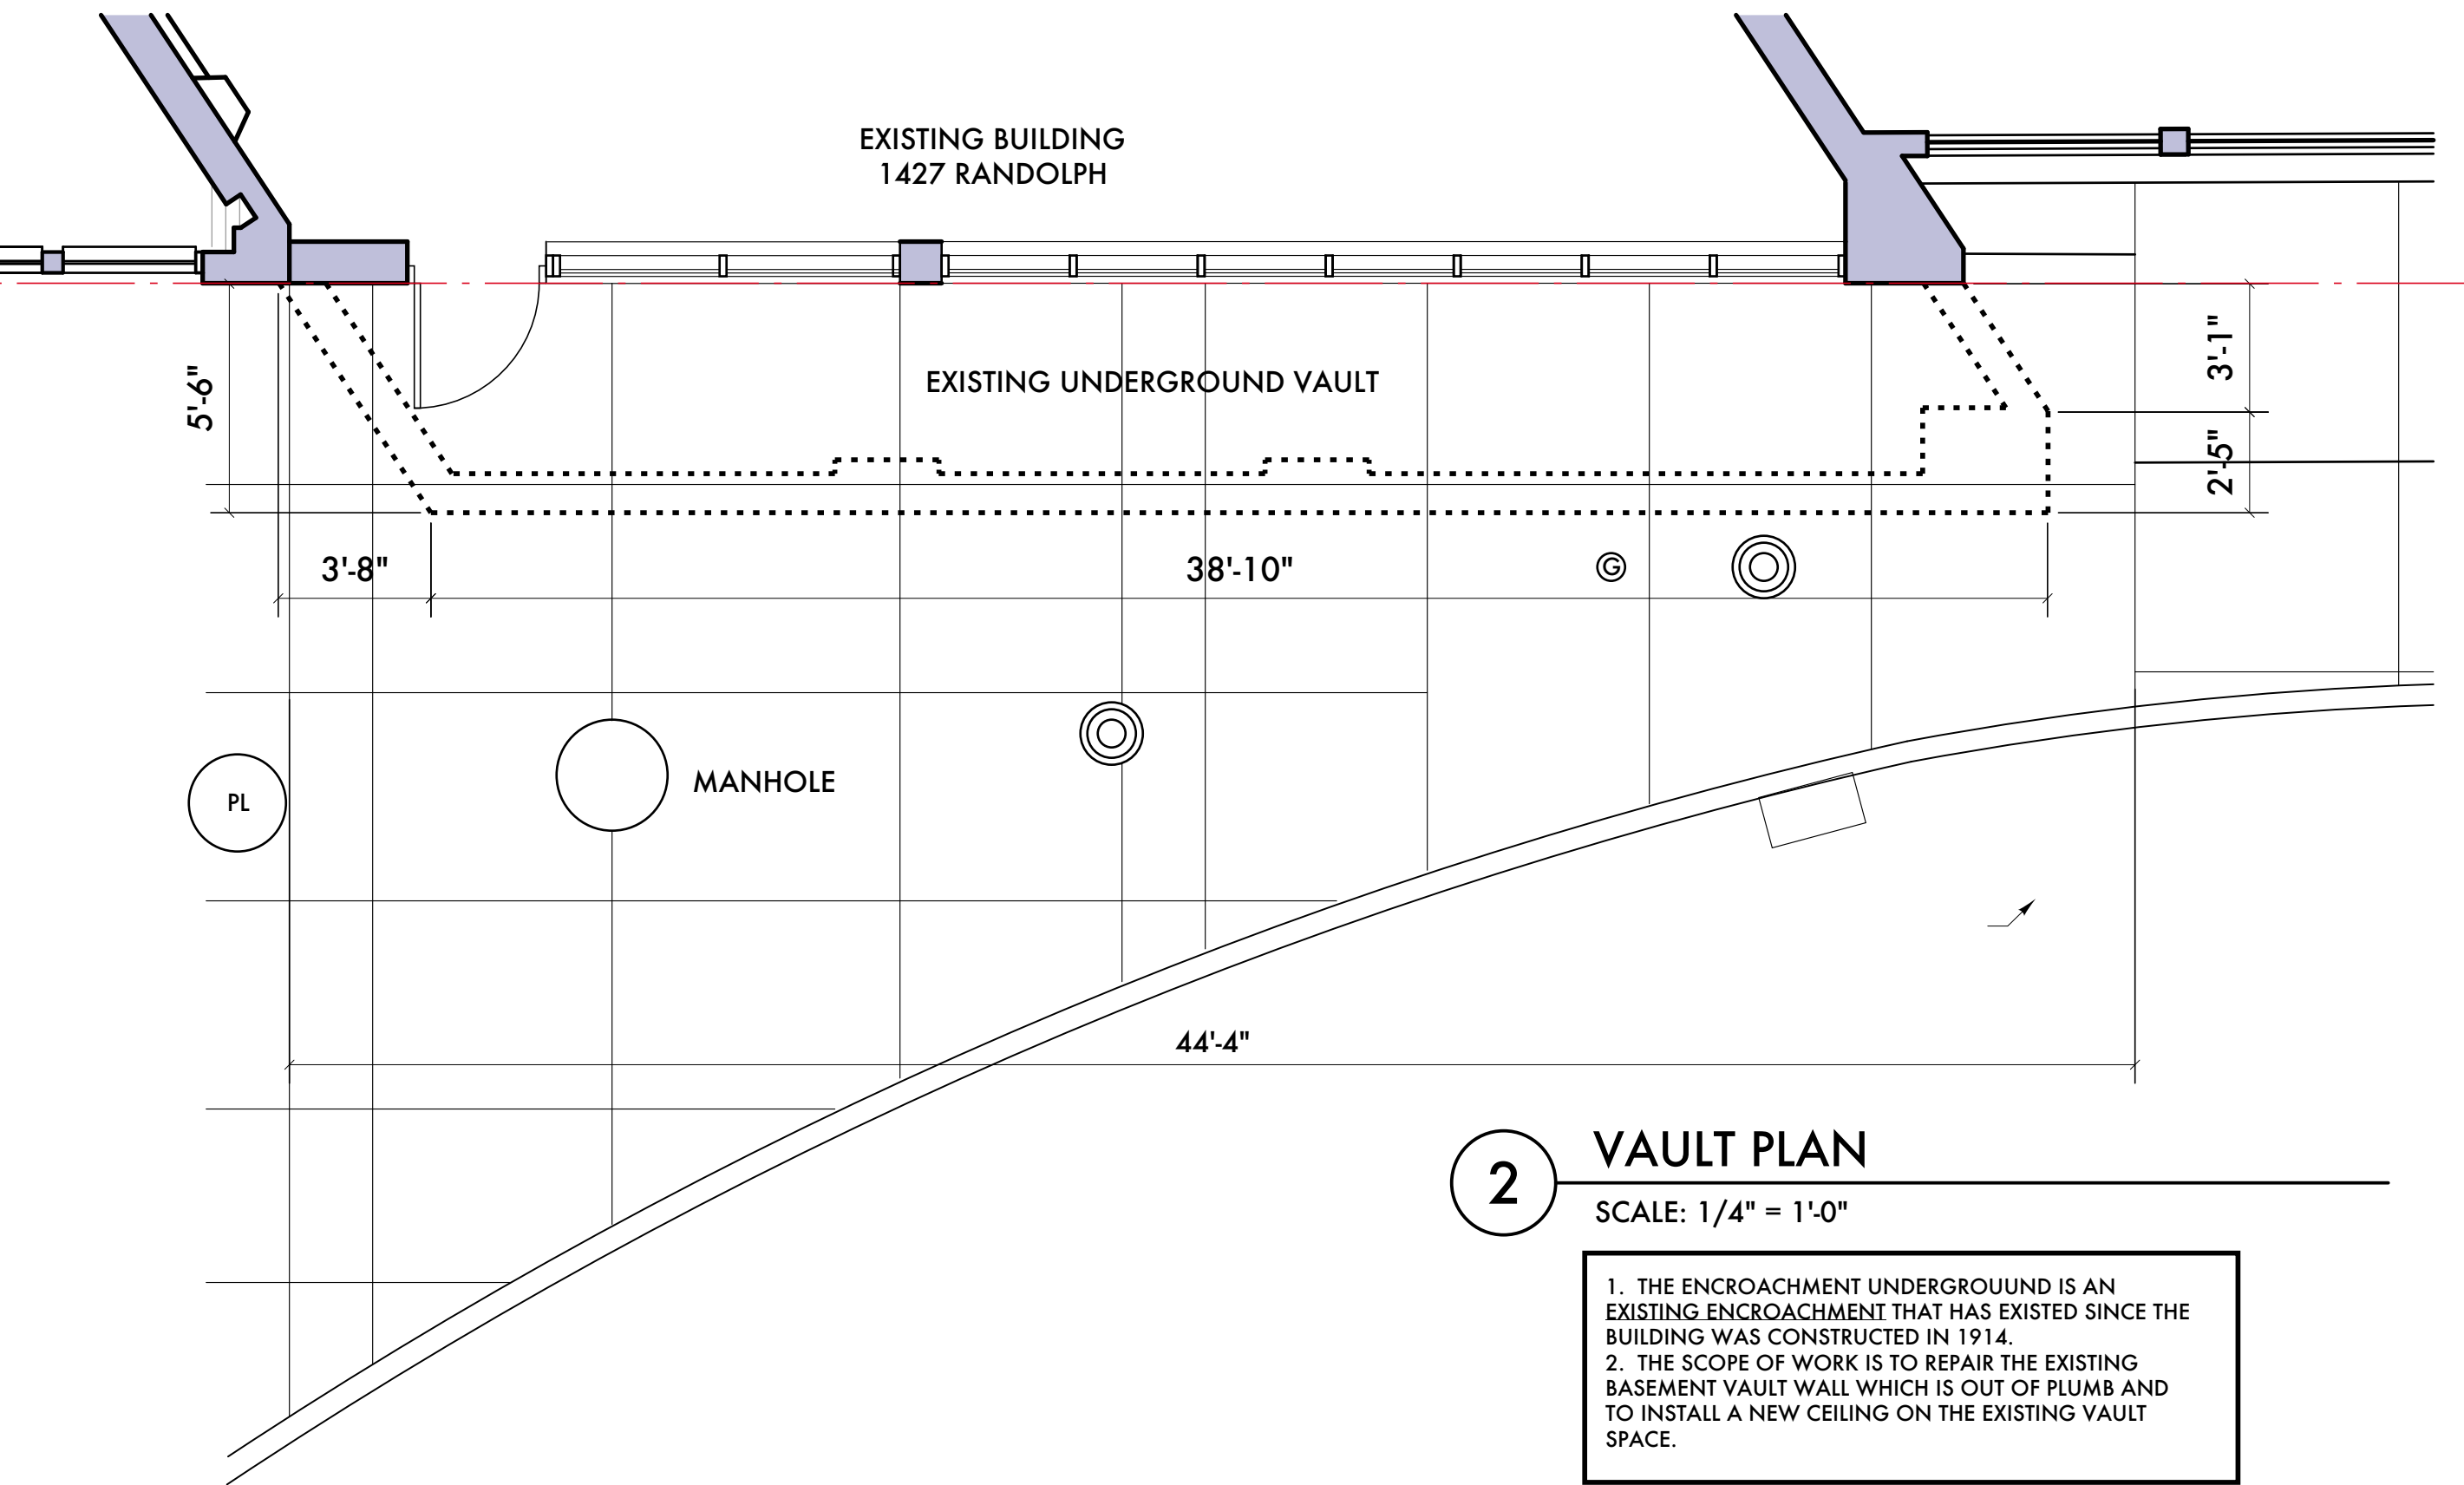 EXISTING BUILDING
1427 RANDOLPH
EXISTING UNDERGROUND VAULT
5'-6"
3'-1"
2'-5"
3'-8"
38'-10"
G
PL
MANHOLE
44'-4"
2
VAULT PLAN
SCALE: 1/4" = 1'-0"
1. THE ENCROACHMENT UNDERGROUUND IS AN
EXISTING ENCROACHMENT THAT HAS EXISTED SINCE THE
BUILDING WAS CONSTRUCTED IN 1914.
2. THE SCOPE OF WORK IS TO REPAIR THE EXISTING
BASEMENT VAULT WALL WHICH IS OUT OF PLUMB AND
TO INSTALL A NEW CEILING ON THE EXISTING VAULT
SPACE.